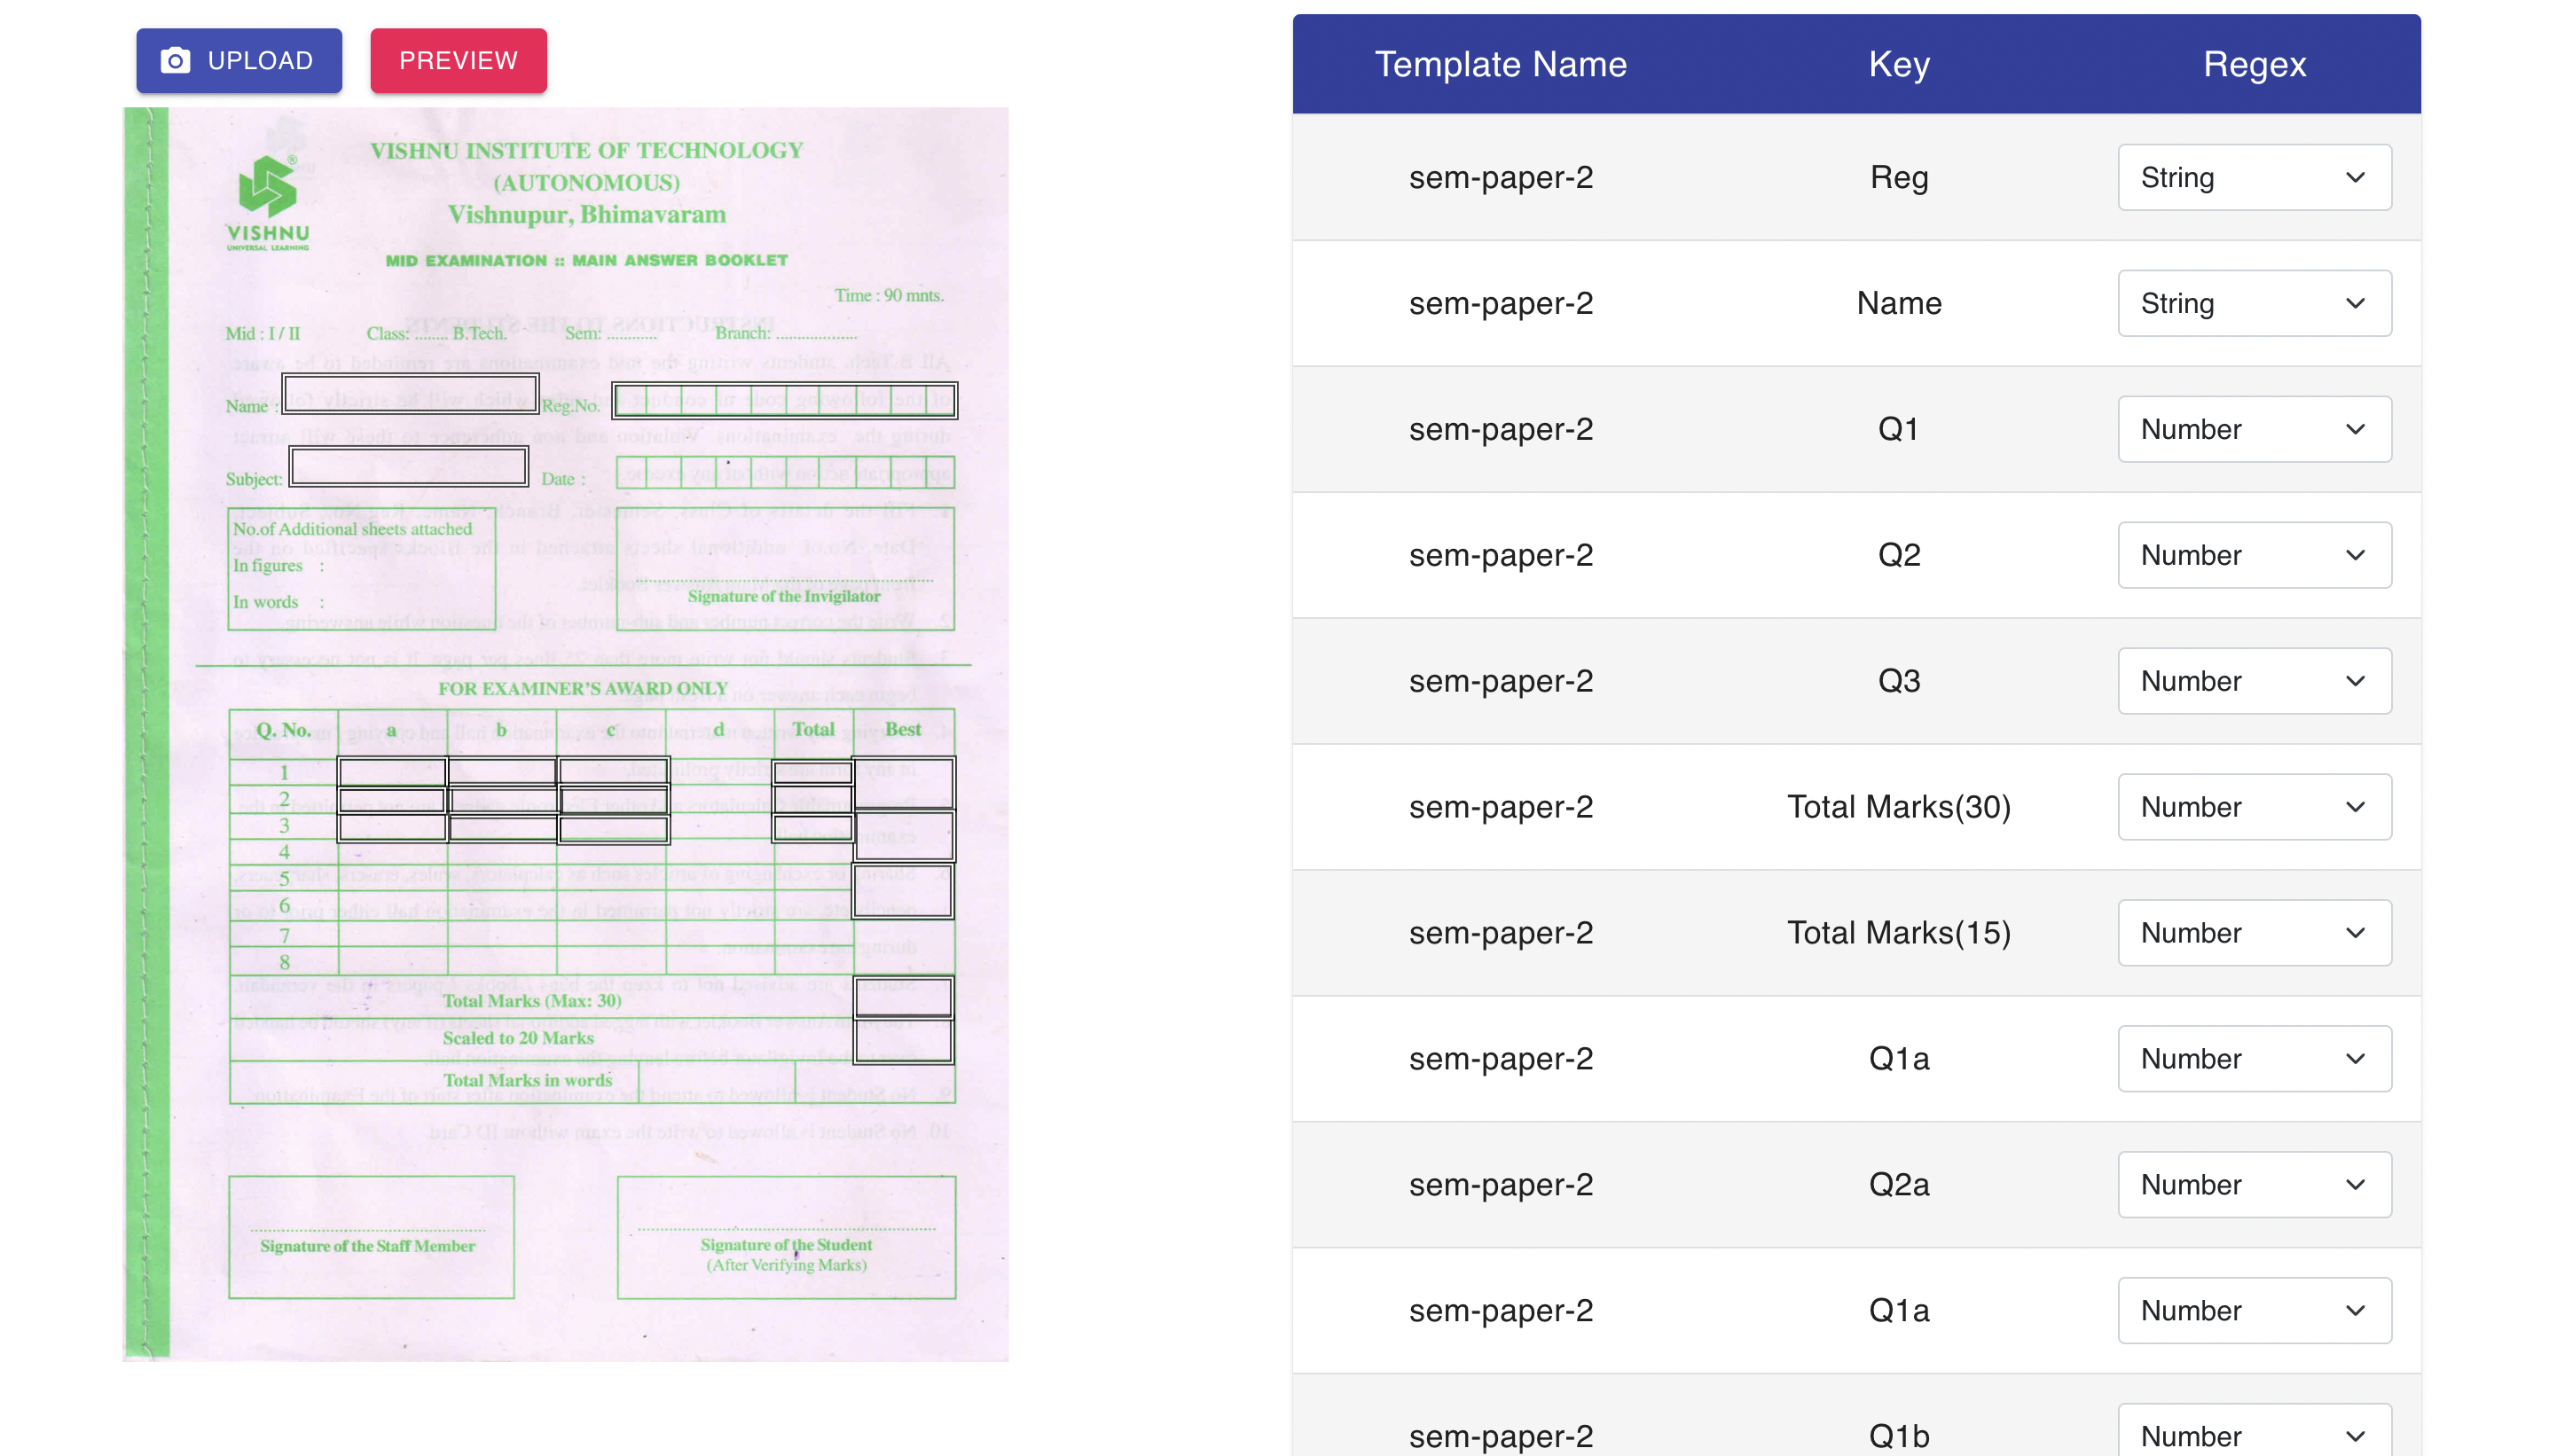 UPLOAD
PREVIEW
VISHNU INSTITUTE OF TECHNOLOGY
(AUTONOMOUS)
Vishnupur, Bhimavaram
®
VISHNU
UNIVERSAL LEARNING
MID EXAMINATION :: MAIN ANSWER BOOKLET
Time : 90 mnts.
Mid : I / II Class: ........ B.Tech. Sem: ............ Branch: ...................
Name : Reg.No.
Subject: Date :
No.of Additional sheets attached
In figures :
In words :
Signature of the Invigilator
FOR EXAMINER'S AWARD ONLY
Q. No. a b c d Total Best
1
2
3
4
5
6
7
8
Total Marks (Max: 30)
Scaled to 20 Marks
Total Marks in words
Signature of the Staff Member
Signature of the Student
(After Verifying Marks)
Template Name Key Regex
sem-paper-2 Reg String
sem-paper-2 Name String
sem-paper-2 Q1 Number
sem-paper-2 Q2 Number
sem-paper-2 Q3 Number
sem-paper-2 Total Marks(30) Number
sem-paper-2 Total Marks(15) Number
sem-paper-2 Q1a Number
sem-paper-2 Q2a Number
sem-paper-2 Q1a Number
sem-paper-2 Q1b Number